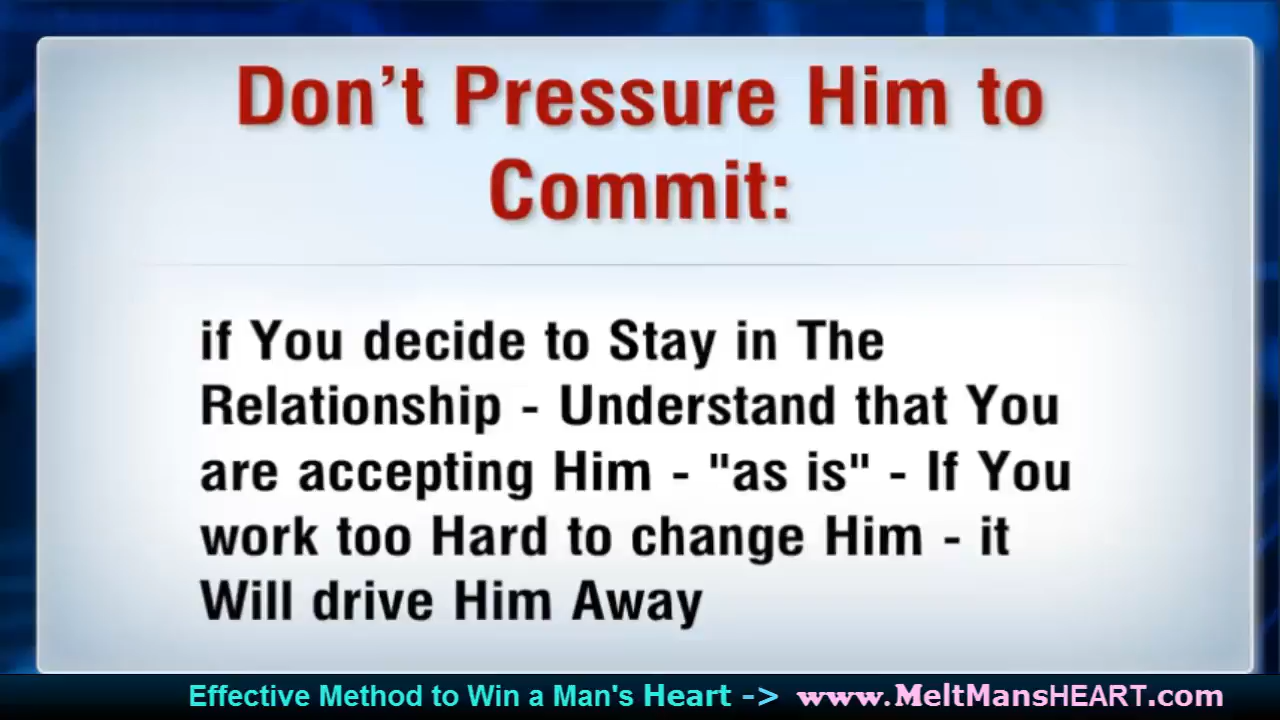 Don’t Pressure Him to
Commit:
if You decide to Stay in The
Relationship - Understand that You
are accepting Him - "as is" - If You
work too Hard to change Him - it
Will drive Him Away
Effective Method to Win a Man's Heart -> www.MeltMansHEART.com